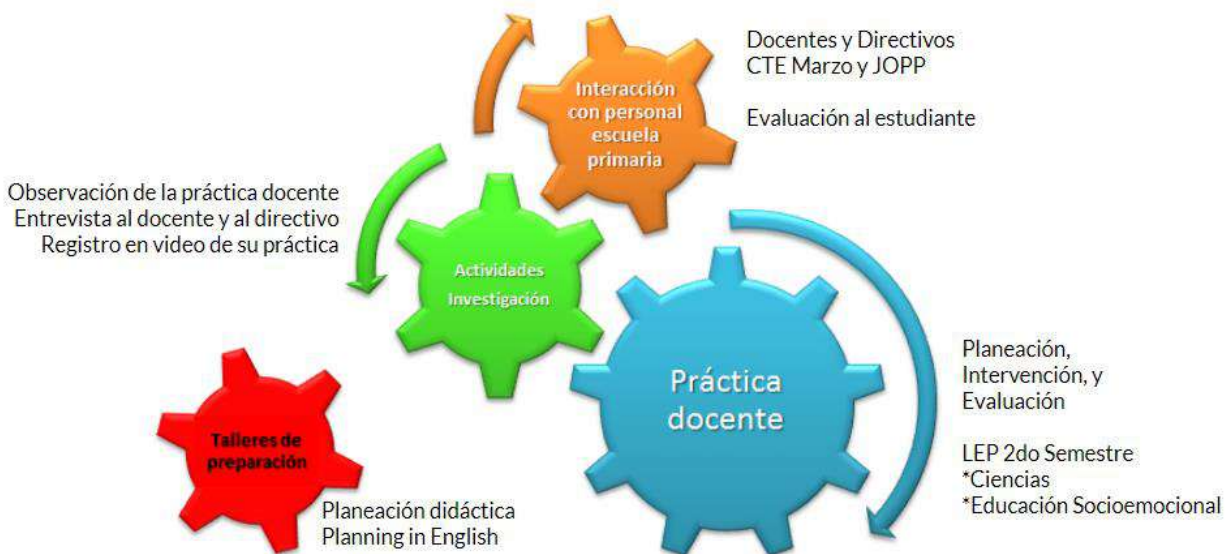 Interacción
con personal
escuela
primaria
Docentes y Directivos
CTE Marzo y JOPP
Evaluación al estudiante
Observación de la práctica docente
Entrevista al docente y al directivo
Registro en video de su práctica
Actividades
Investigación
Práctica
docente
Planeación,
Intervención, y
Evaluación
LEP 2do Semestre
*Ciencias
*Educación Socioemocional
Talleres de
preparación
Planeación didáctica
Planning in English